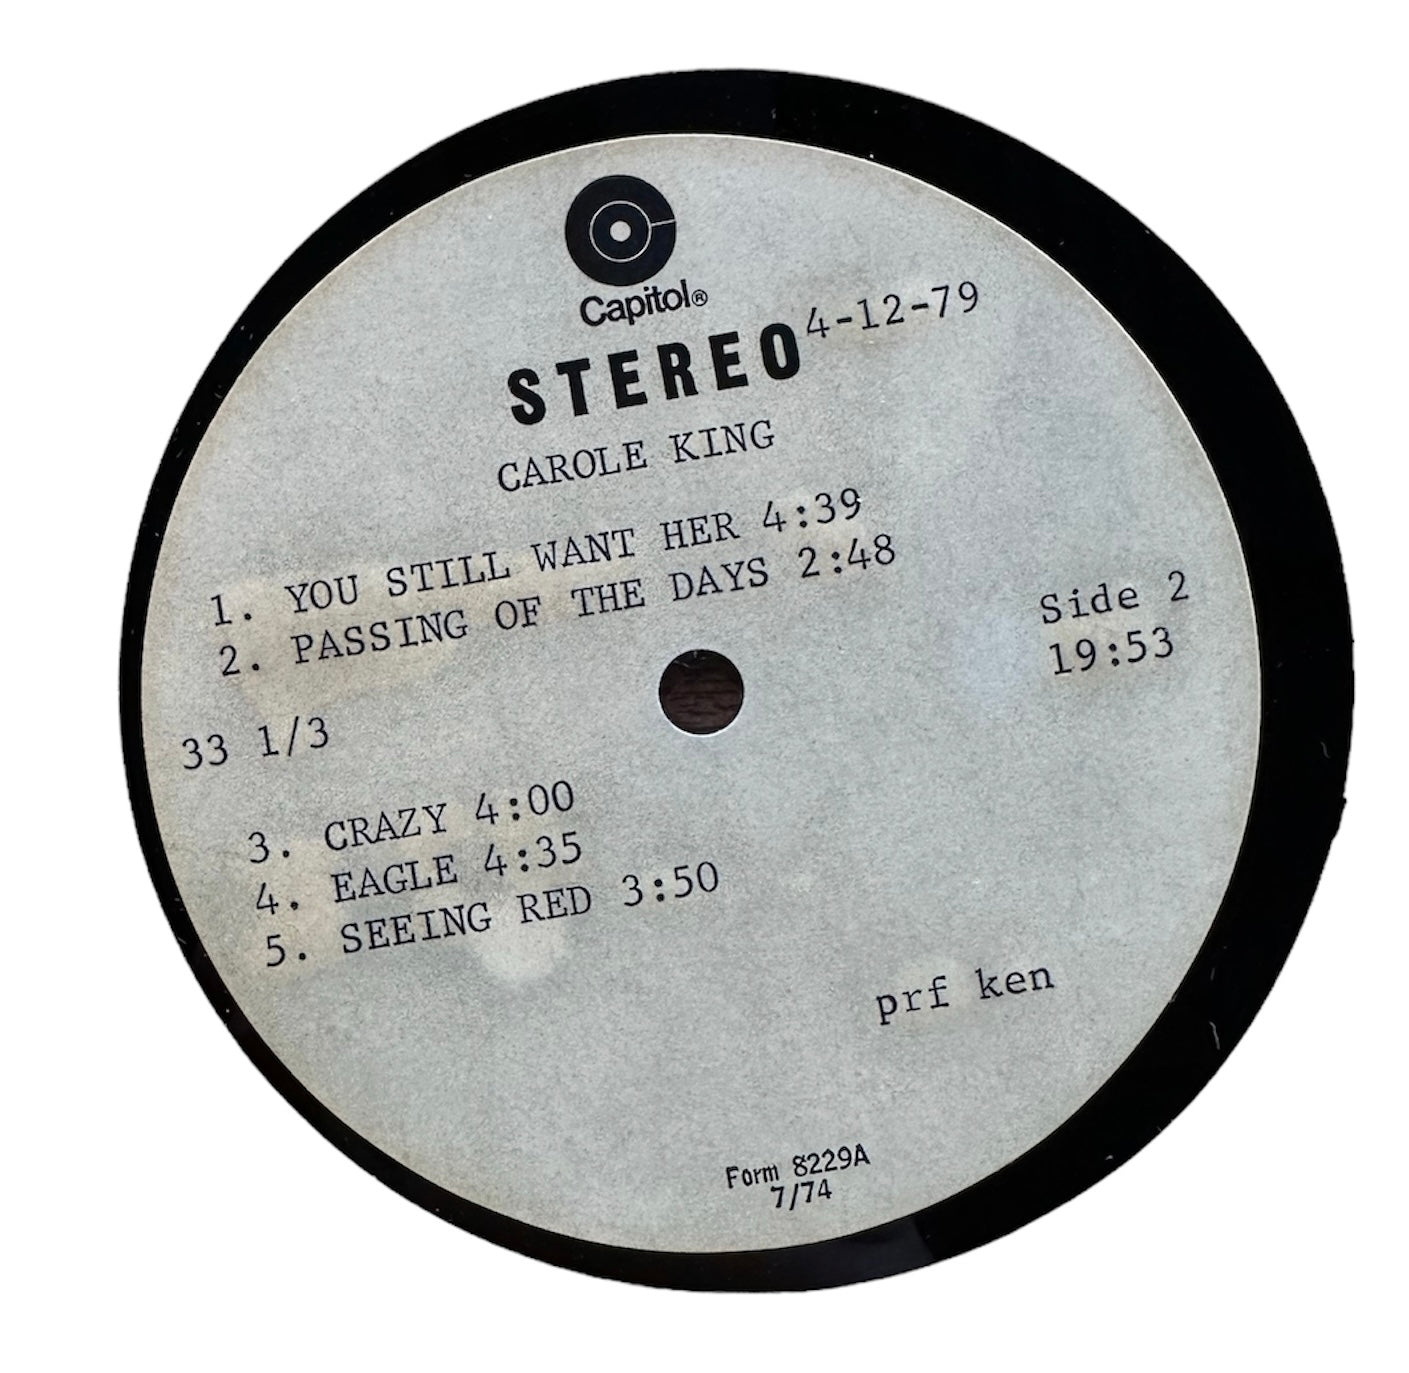 Capitol®
STEREO 4-12-79
CAROLE KING
1. YOU STILL WANT HER 4:39
2. PASSING OF THE DAYS 2:48
Side 2
19:53
33 1/3
3. CRAZY 4:00
4. EAGLE 4:35
5. SEEING RED 3:50
prf ken
Form 8229A
7/74